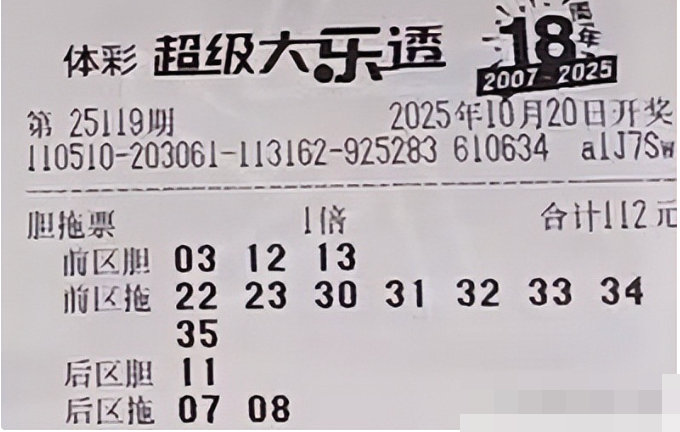 体彩 超级大乐透 18周年
2007-2025
第 25119期 2025年10月20日开奖
110510-203061-113162-925283 610634 a1J7Sw
胆拖票 1倍 合计112元
前区胆 03 12 13
前区拖 22 23 30 31 32 33 34
35
后区胆 11
后区拖 07 08